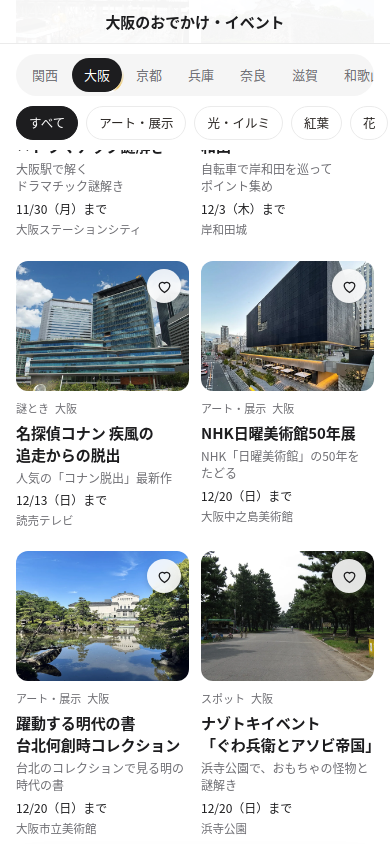 大阪のおでかけ・イベント
関西 大阪 京都 兵庫 奈良 滋賀
すべて アート・展示 光・イルミ 紅葉 花
大阪駅で解く
ドラマチック謎解き
11/30（月）まで
大阪ステーションシティ
自転車で岸和田を巡って
ポイント集め
12/3（木）まで
岸和田城
謎とき 大阪
名探偵コナン 疾風の
追走からの脱出
人気の「コナン脱出」最新作
12/13（日）まで
読売テレビ
アート・展示 大阪
NHK日曜美術館50年展
NHK「日曜美術館」の50年を
たどる
12/20（日）まで
大阪中之島美術館
アート・展示 大阪
躍動する明代の書
台北何創時コレクション
台北のコレクションで見る明の
時代の書
12/20（日）まで
大阪市立美術館
スポット 大阪
ナゾトキイベント
「ぐわ兵衛とアソビ帝国」
浜寺公園で、おもちゃの怪物と
謎解き
12/20（日）まで
浜寺公園